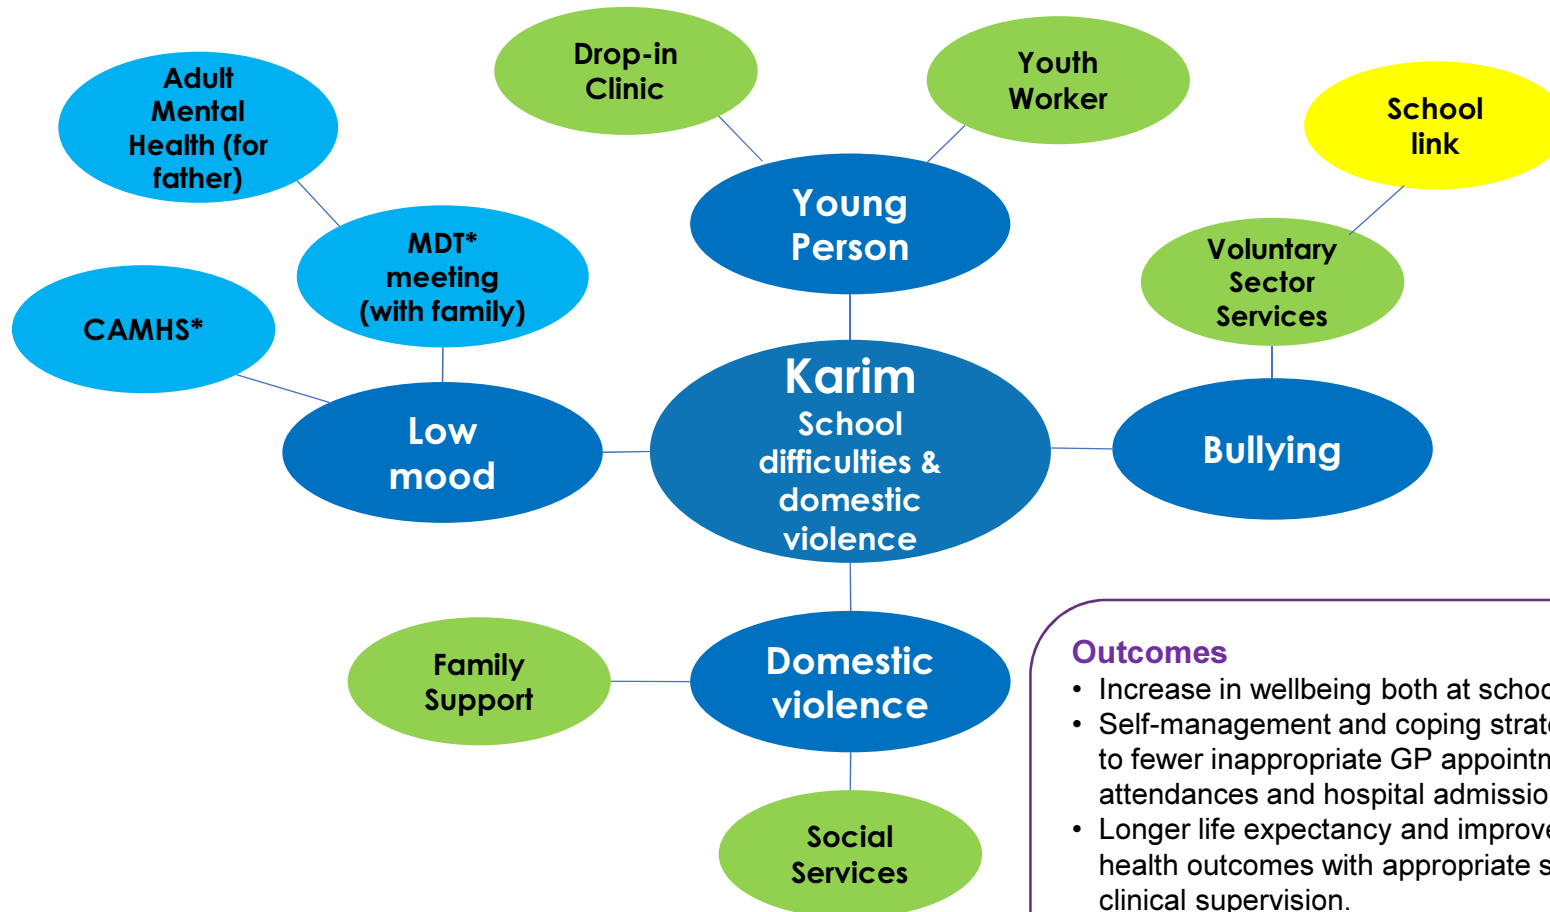 Adult
Mental
Health (for
father)
Drop-in
Clinic
Youth
Worker
School
link
MDT*
meeting
(with family)
Young
Person
Voluntary
Sector
Services
CAMHS*
Low
mood
Karim
School
difficulties &
domestic
violence
Bullying
Family
Support
Domestic
violence
Social
Services
Outcomes
• Increase in wellbeing both at
• Self-management and coping
to fewer inappropriate GP
attendances and hospital
• Longer life expectancy and
health outcomes with appropriate
clinical supervision.